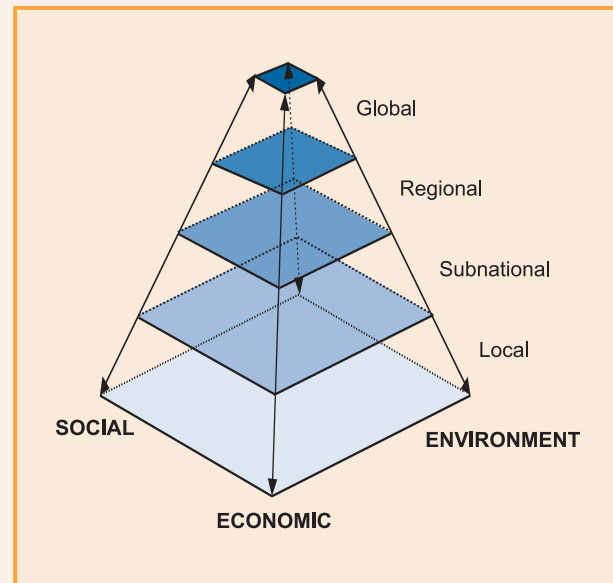 Global
Regional
Subnational
Local
SOCIAL
ENVIRONMENT
ECONOMIC